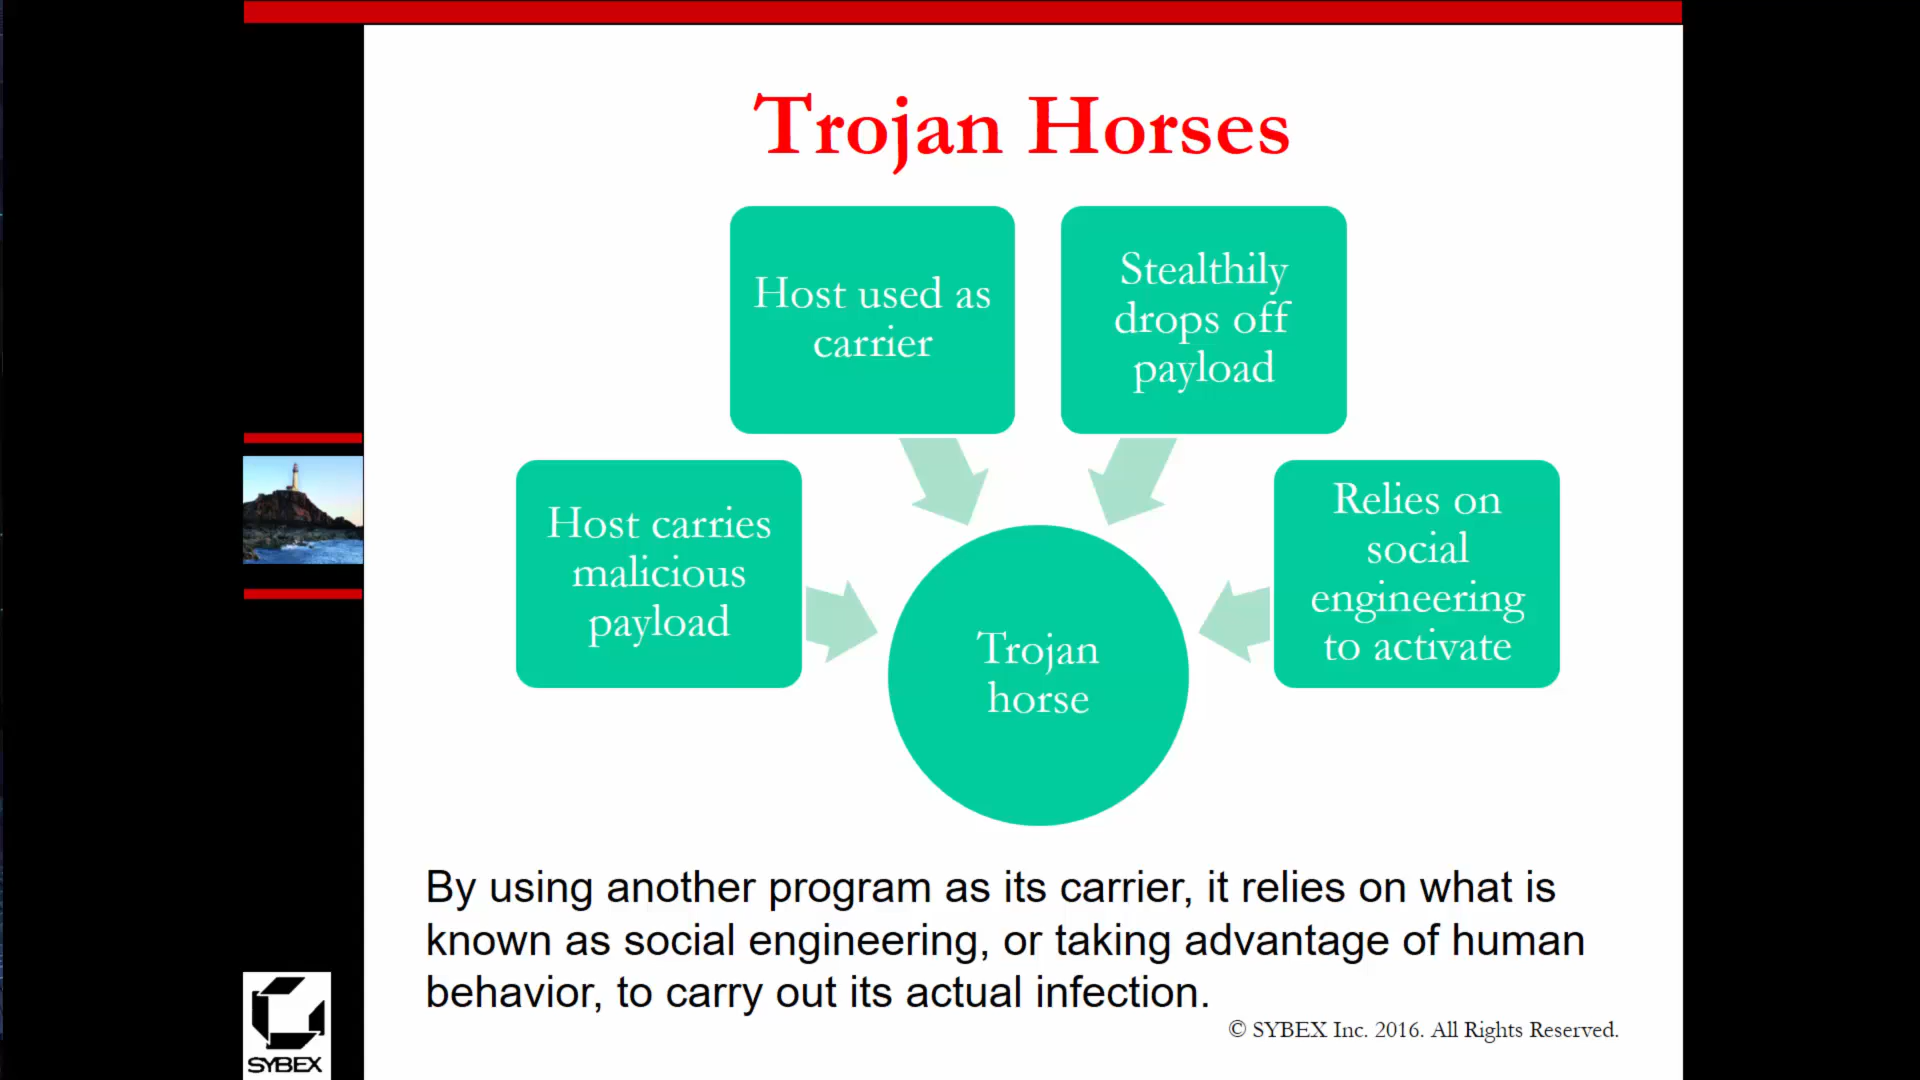 Trojan Horses
Host used as
carrier
Stealthily
drops off
payload
Host carries
malicious
payload
Relies on
social
engineering
to activate
Trojan
horse
By using another program as its carrier, it relies on what is
known as social engineering, or taking advantage of human
behavior, to carry out its actual infection.
© SYBEX Inc. 2016. All Rights Reserved.
SYBEX